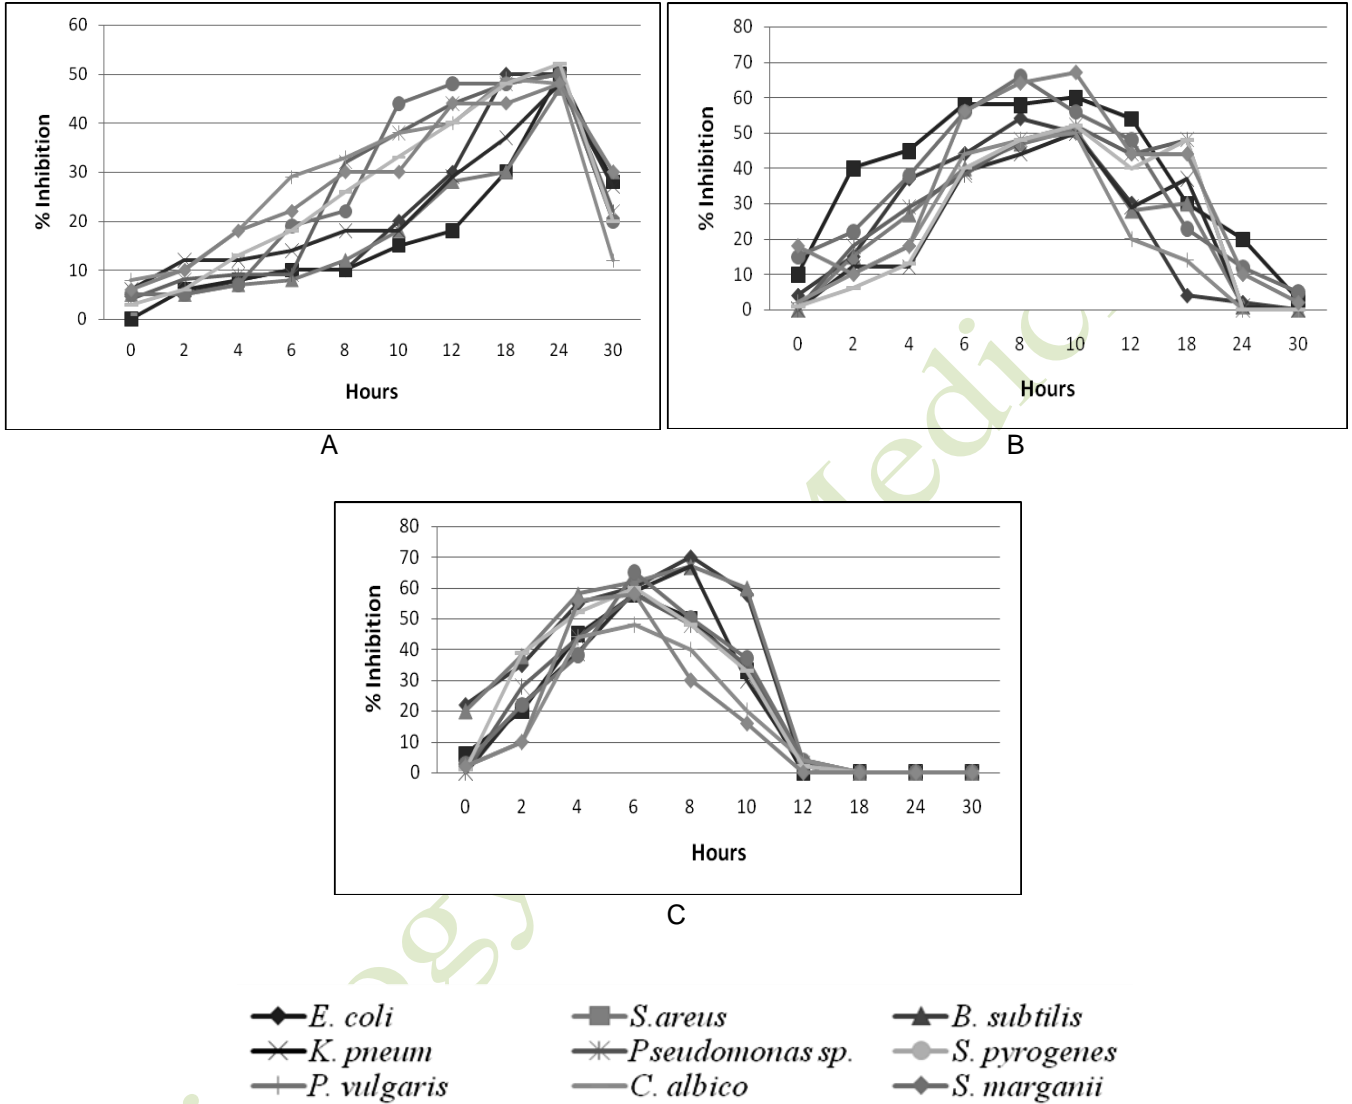 60
50
40
30
20
10
0
% Inhibition
0 2 4 6 8 10 12 18 24 30
Hours
A
80
70
60
50
40
30
20
10
0
% Inhibition
0 2 4 6 8 10 12 18 24 30
Hours
B
80
70
60
50
40
30
20
10
0
% Inhibition
0 2 4 6 8 10 12 18 24 30
Hours
C
E. coli S.areus B. subtilis
K. pneum Pseudomonas sp. S. pyrogenes
P. vulgaris C. albico S. marganii